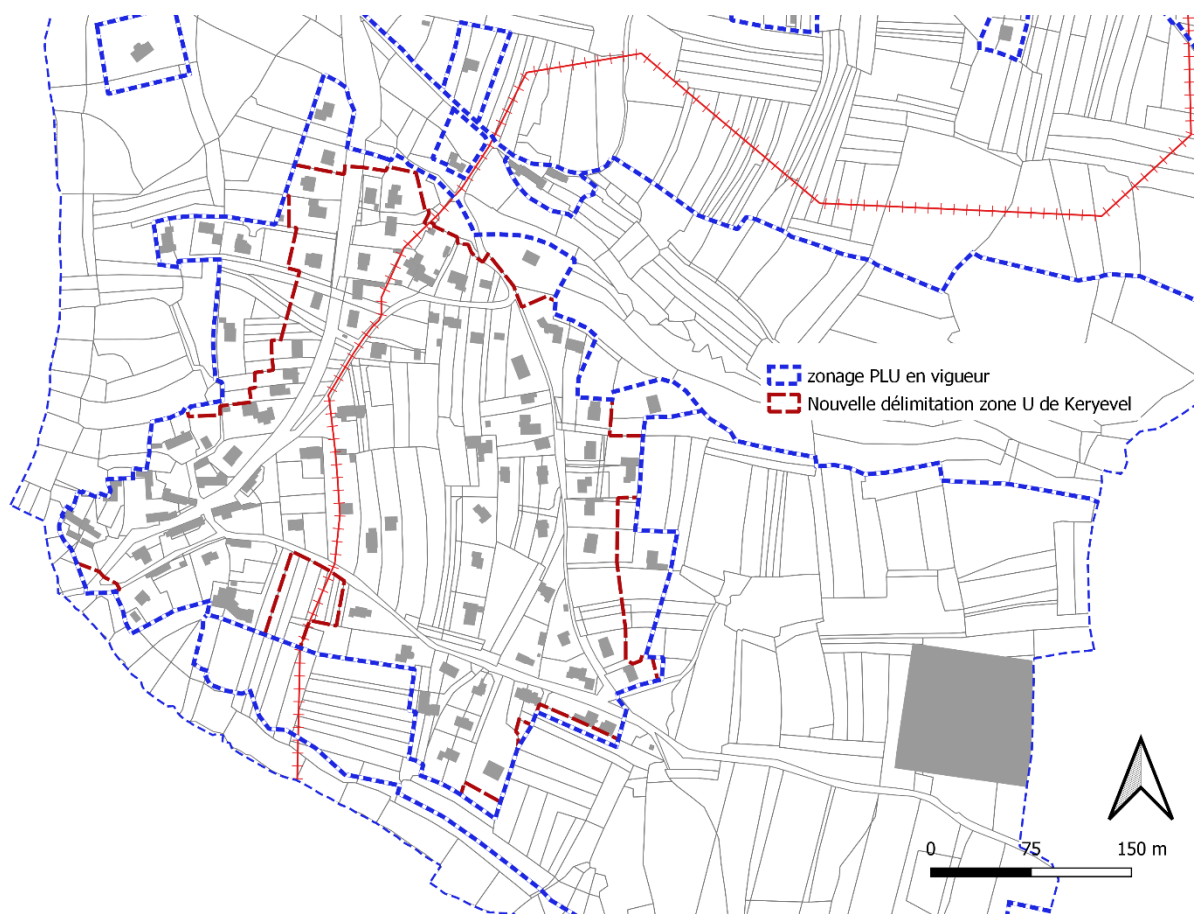 zonage PLU en vigueur
Nouvelle délimitation zone U de Keryevel
0 75 150 m